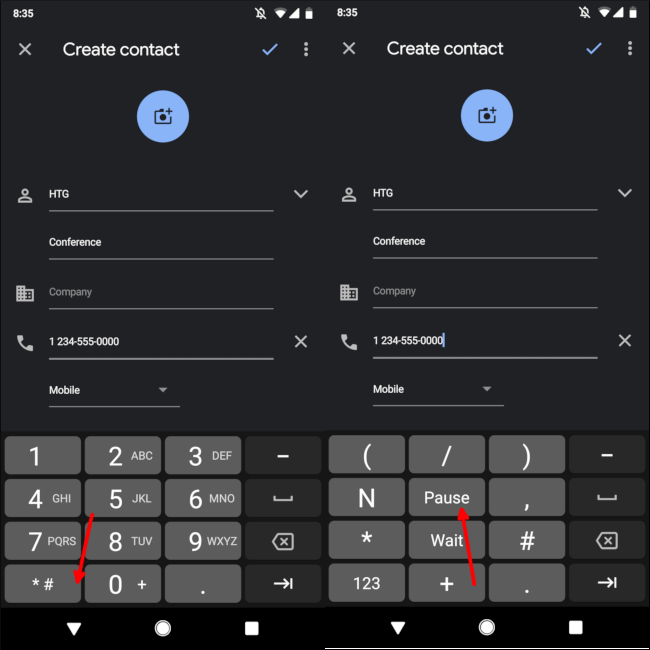 8:35
Create contact
HTG
Conference
Company
1 234-555-0000
Mobile
1 2 ABC 3 DEF -
4 GHI 5 JKL 6 MNO
7 PQRS 8 TUV 9 WXYZ
* # 0 + .
8:35
Create contact
HTG
Conference
Company
1 234-555-0000
Mobile
( / ) -
N Pause ,
* Wait #
123 + .